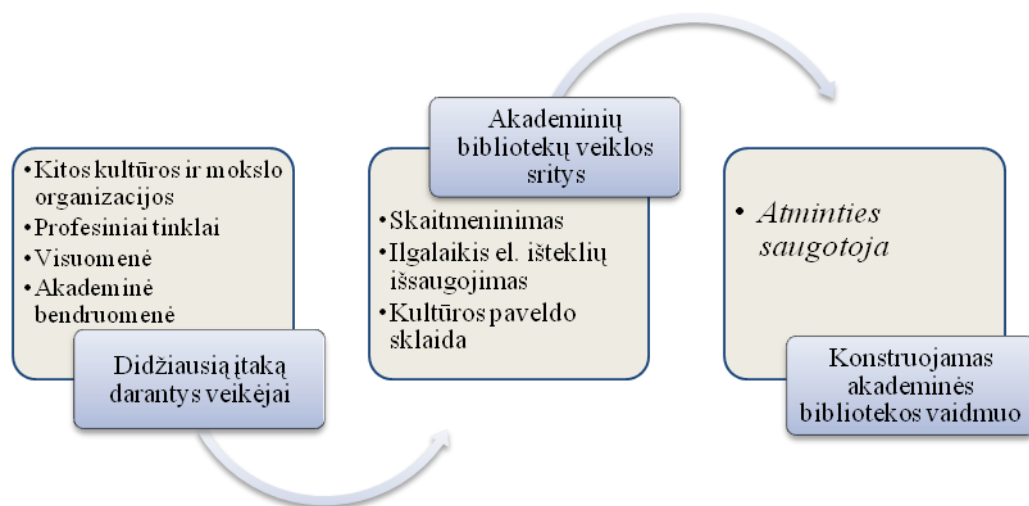 •Kitos kultūros ir mokslo
organizacijos
•Profesiniai tinklai
•Visuomenė
•Akademinė
bendruomenė
Didžiausią įtaką
darantys veikėjai
Akademinių
bibliotekų veiklos
sritys
•Skaitmeninimas
•Ilgalaikis el. išteklių
išsaugojimas
•Kultūros paveldo
sklaida
• Atminties
saugotoja
Konstruojamas
akademinės
bibliotekos vaidmuo